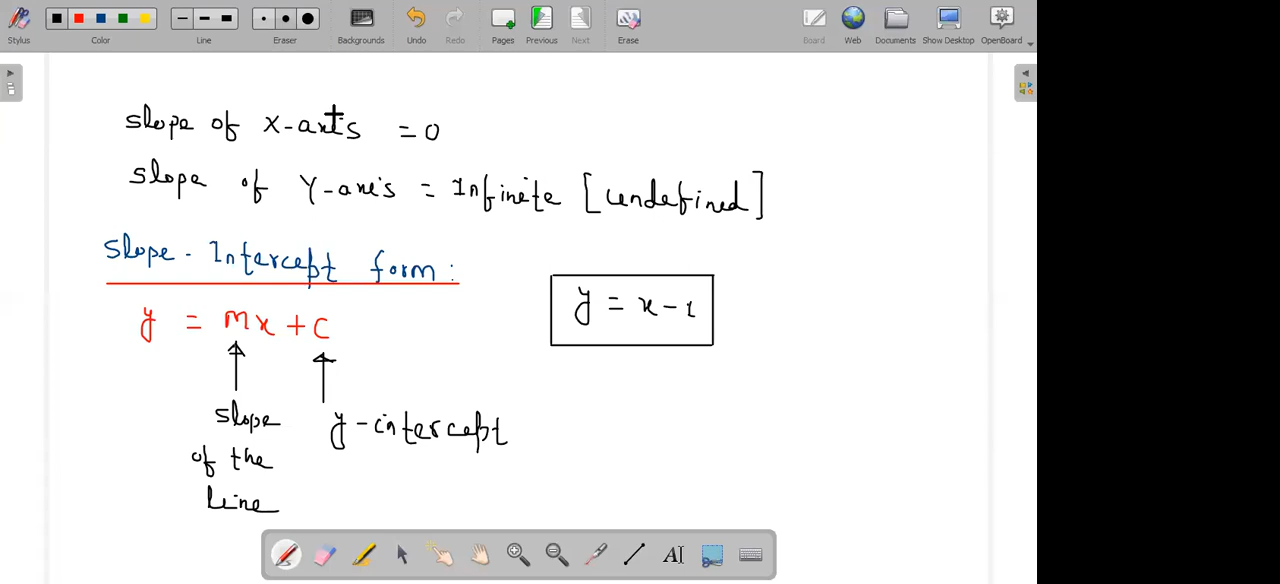 Stylus Color Line Eraser Backgrounds Undo Redo Pages Previous Next Erase Board Web Documents Show Desktop OpenBoard
slope of X-axis = 0
slope of Y-axis = Infinite [undefined]
Slope - Intercept form:
y = mx + c
y = x - 1
slope of the line
y-intercept
AI